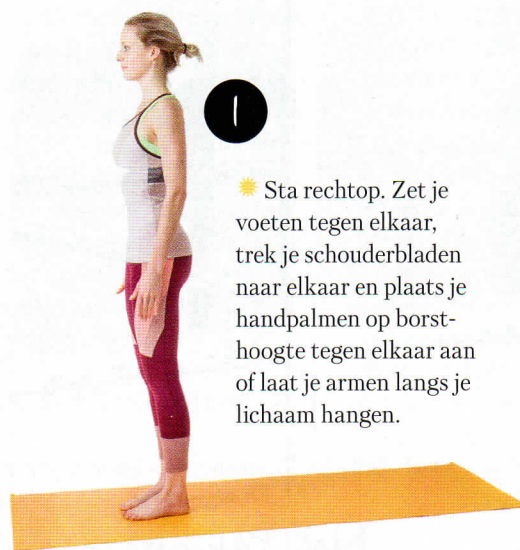 1
Sta rechtop. Zet je
voeten tegen elkaar,
trek je schouderbladen
naar elkaar en plaats je
handpalmen op borst-
hoogte tegen elkaar aan
of laat je armen langs je
lichaam hangen.